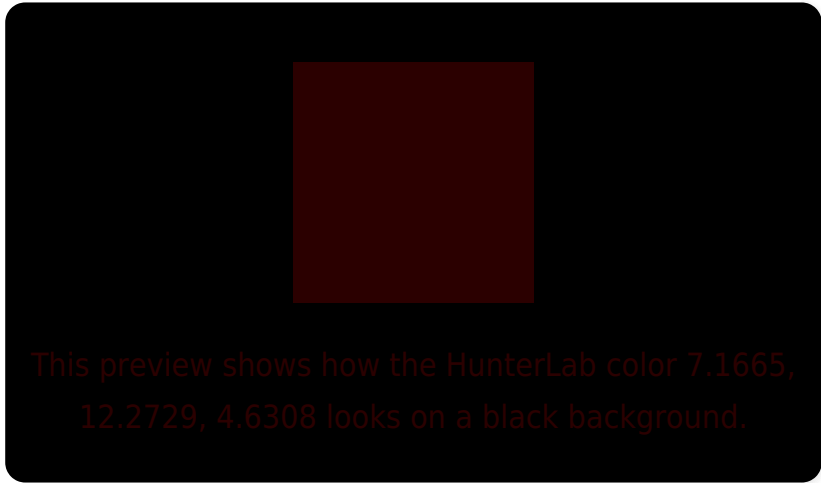 This preview shows how the HunterLab color 7.1665,
12.2729, 4.6308 looks on a black background.